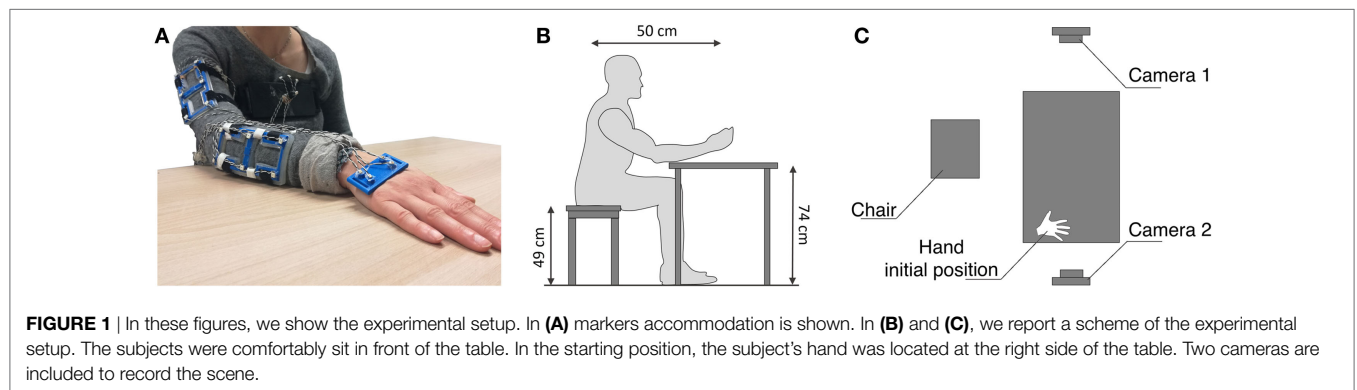 A
B
50 cm
49 cm
74 cm
C
Camera 1
Chair
Hand
initial position
Camera 2
FIGURE 1 | In these figures, we show the experimental setup. In (A) markers accommodation is shown. In (B) and (C), we report a scheme of the experimental
setup. The subjects were comfortably sit in front of the table. In the starting position, the subject's hand was located at the right side of the table. Two cameras are
included to record the scene.